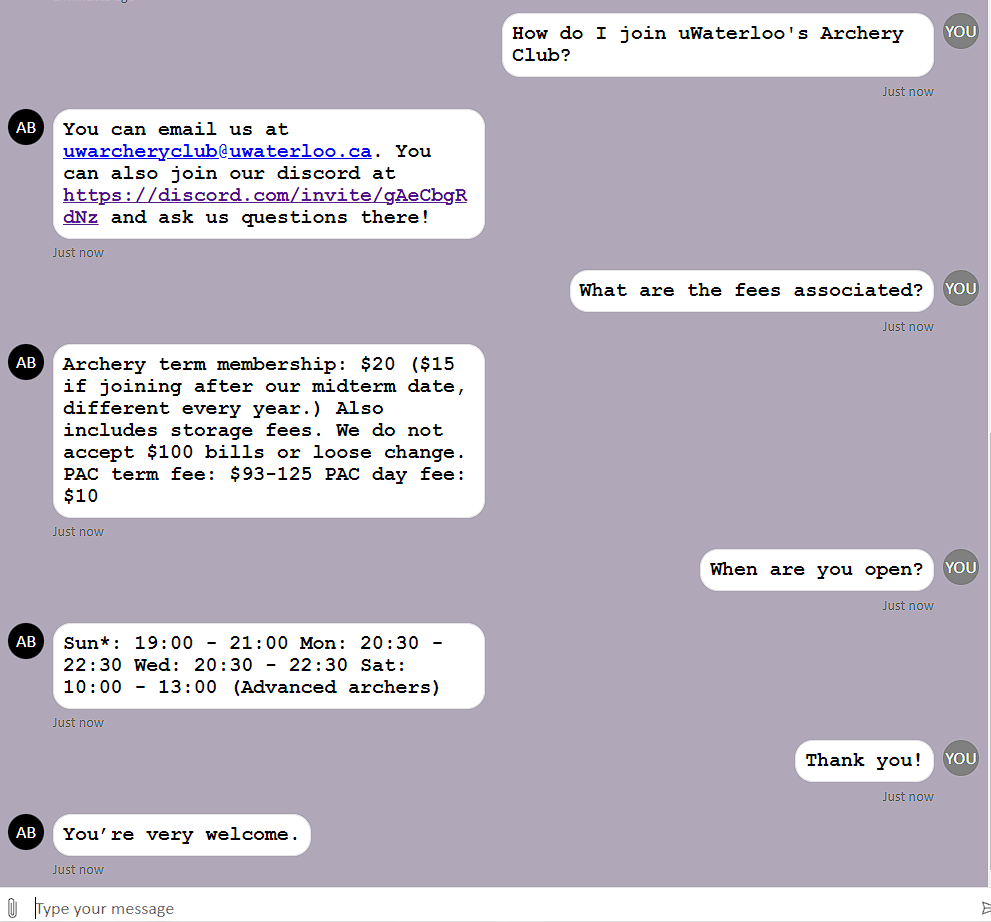 How do I join uWaterloo's Archery
Club?
YOU
Just now
AB
You can email us at
uwarcheryclub@uwaterloo.ca. You
can also join our discord at
https://discord.com/invite/gAeCbgR
dNz and ask us questions there!
Just now
What are the fees associated?
YOU
Just now
AB
Archery term membership: $20 ($15
if joining after our midterm date,
different every year.) Also
includes storage fees. We do not
accept $100 bills or loose change.
PAC term fee: $93-125 PAC day fee:
$10
Just now
When are you open?
YOU
Just now
AB
Sun*: 19:00 - 21:00 Mon: 20:30 -
22:30 Wed: 20:30 - 22:30 Sat:
10:00 - 13:00 (Advanced archers)
Just now
Thank you!
YOU
Just now
AB
You’re very welcome.
Just now
Type your message